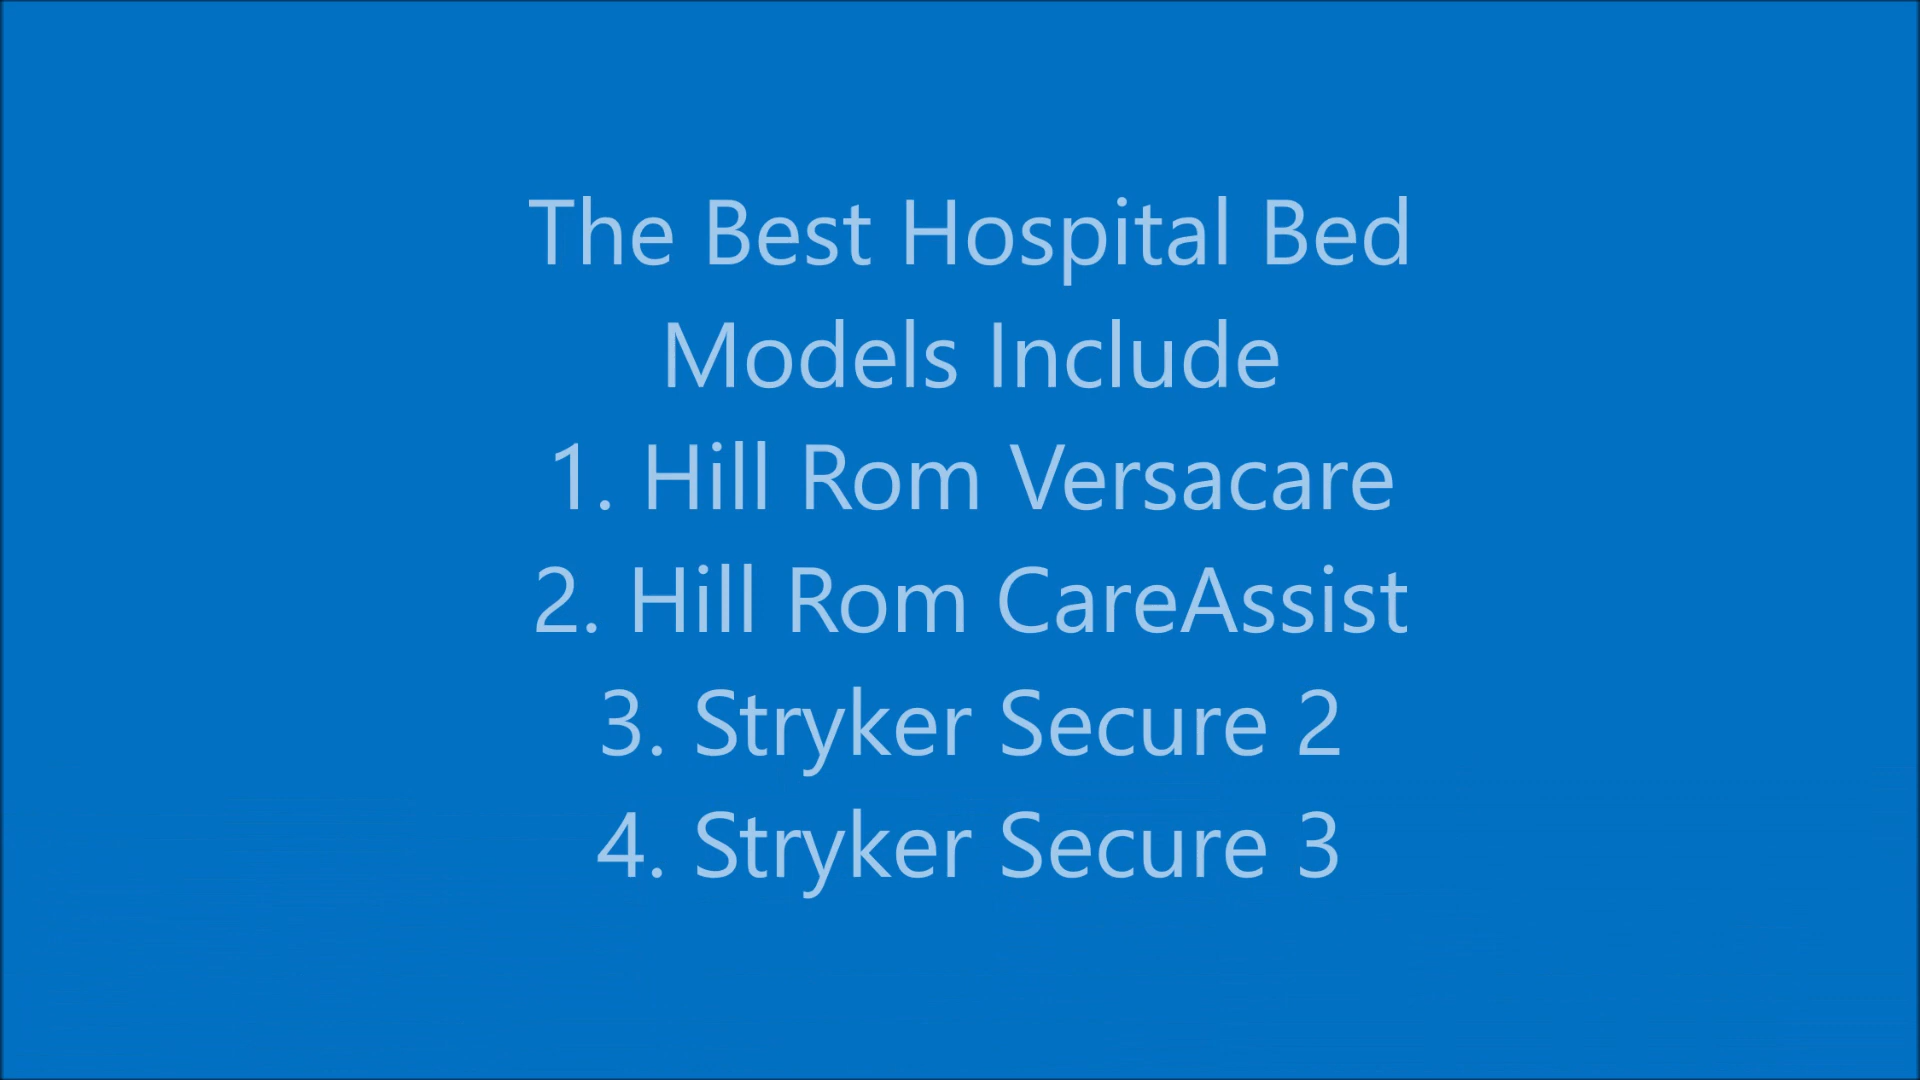 The Best Hospital Bed
Models Include
1. Hill Rom Versacare
2. Hill Rom CareAssist
3. Stryker Secure 2
4. Stryker Secure 3